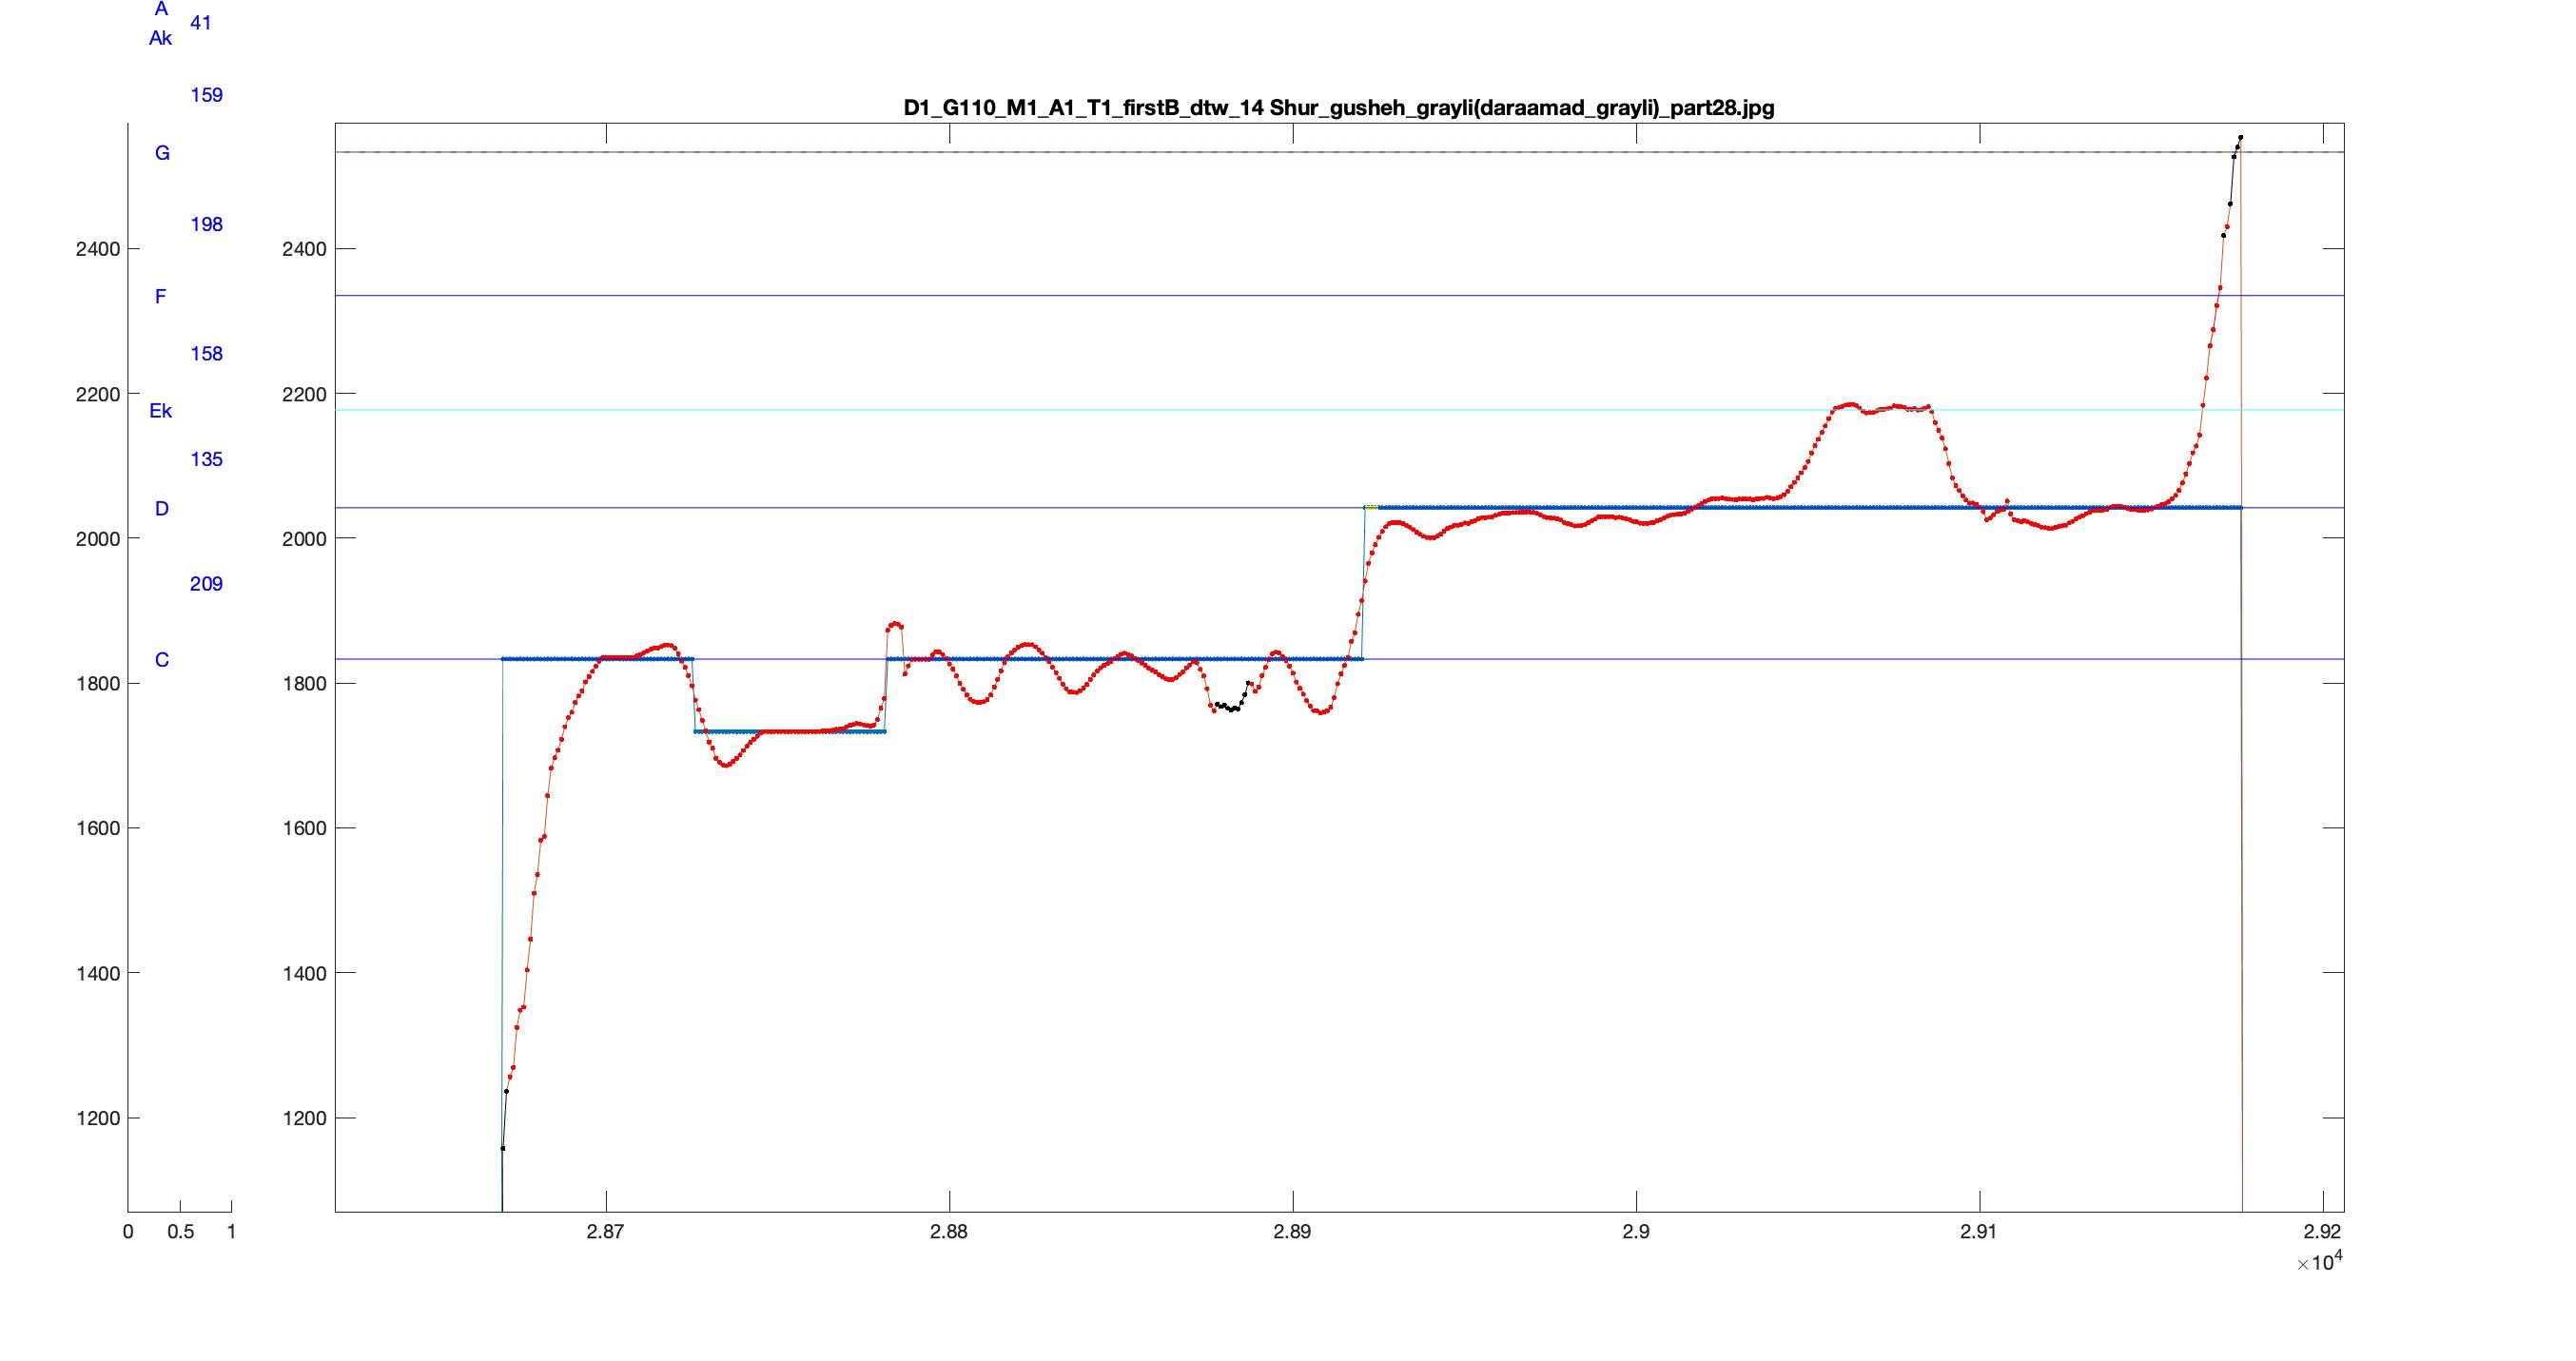 A
41
Ak
159
D1_G110_M1_A1_T1_firstB_dtw_14 Shur_gusheh_grayli(daraamad_grayli)_part28.jpg
G
198
2400 2400
F
158
2200 2200
Ek
135
D
2000 2000
209
C
1800 1800
1600 1600
1400 1400
1200 1200
0 0.5 1 2.87 2.88 2.89 2.9 2.91 2.92
×10⁴